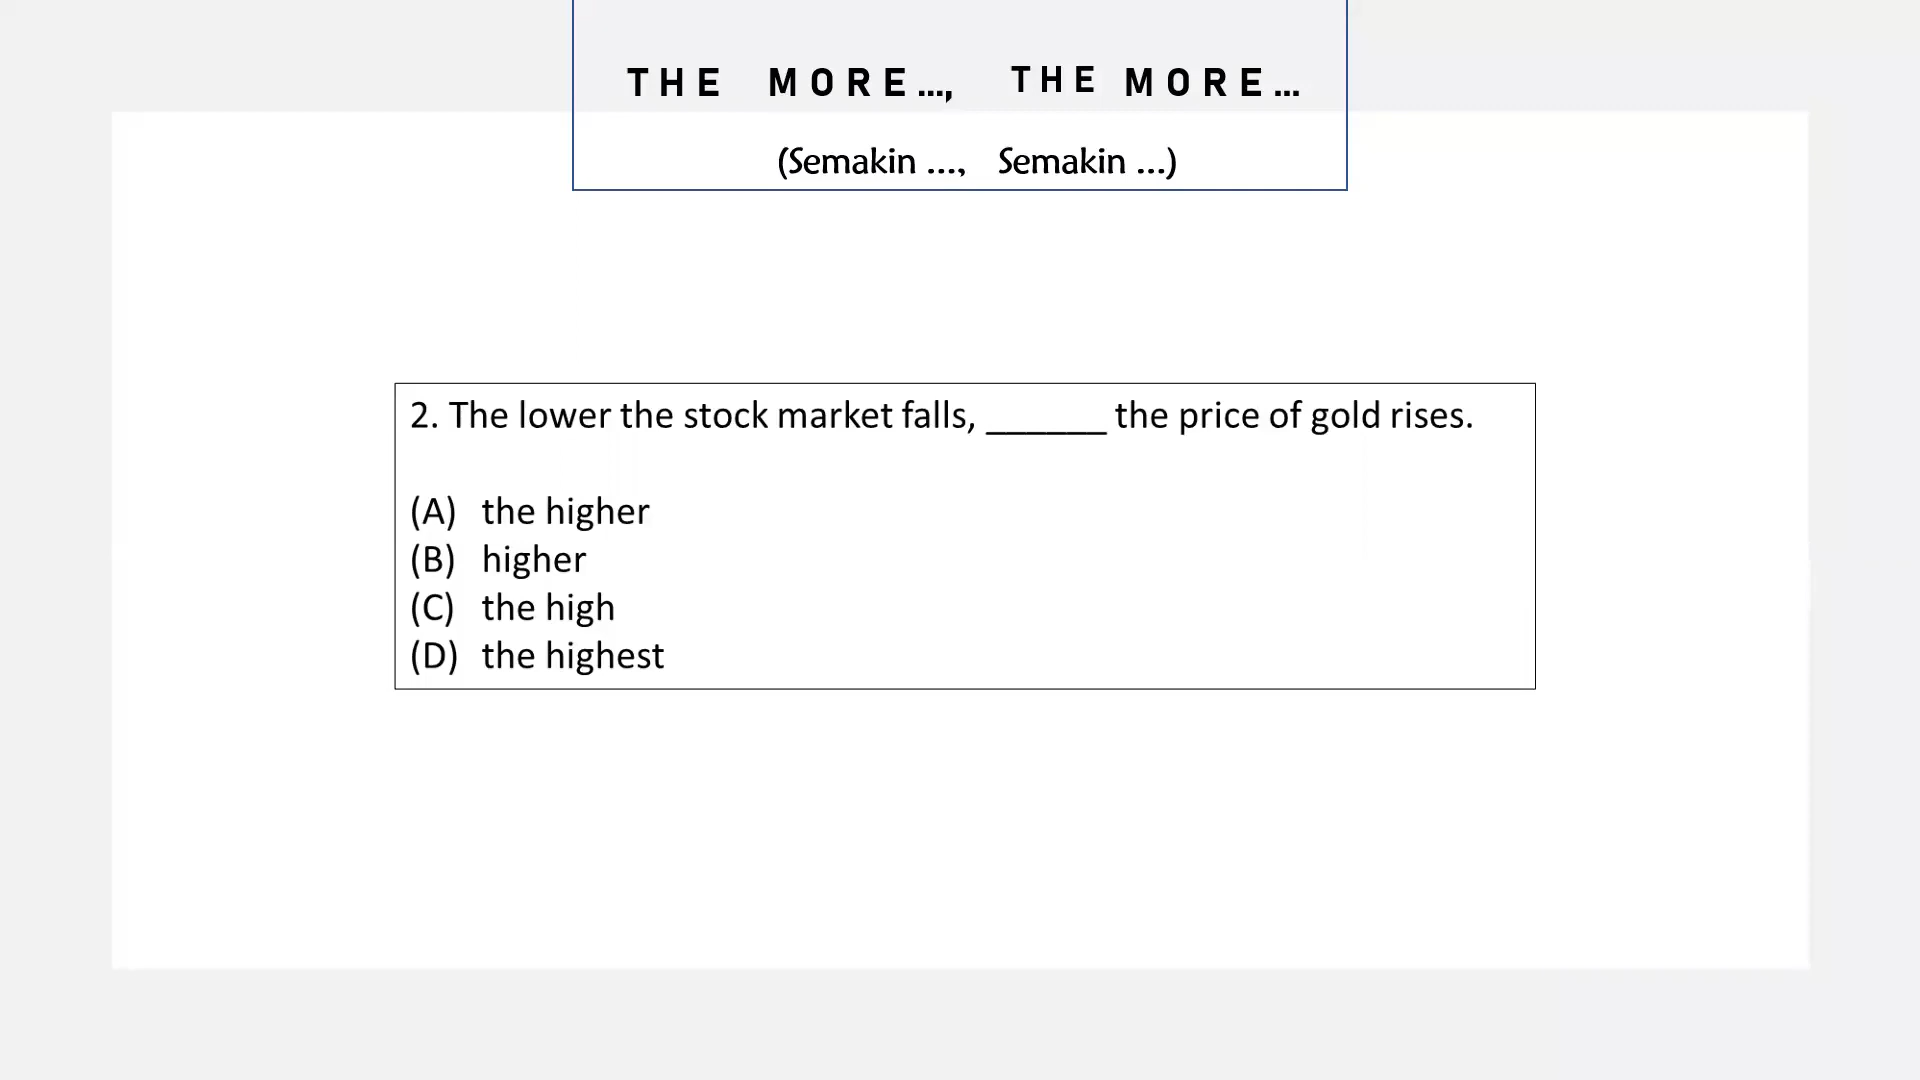 THE MORE..., THE MORE...
(Semakin ..., Semakin ...)
2. The lower the stock market falls, ______ the price of gold rises.
(A) the higher
(B) higher
(C) the high
(D) the highest